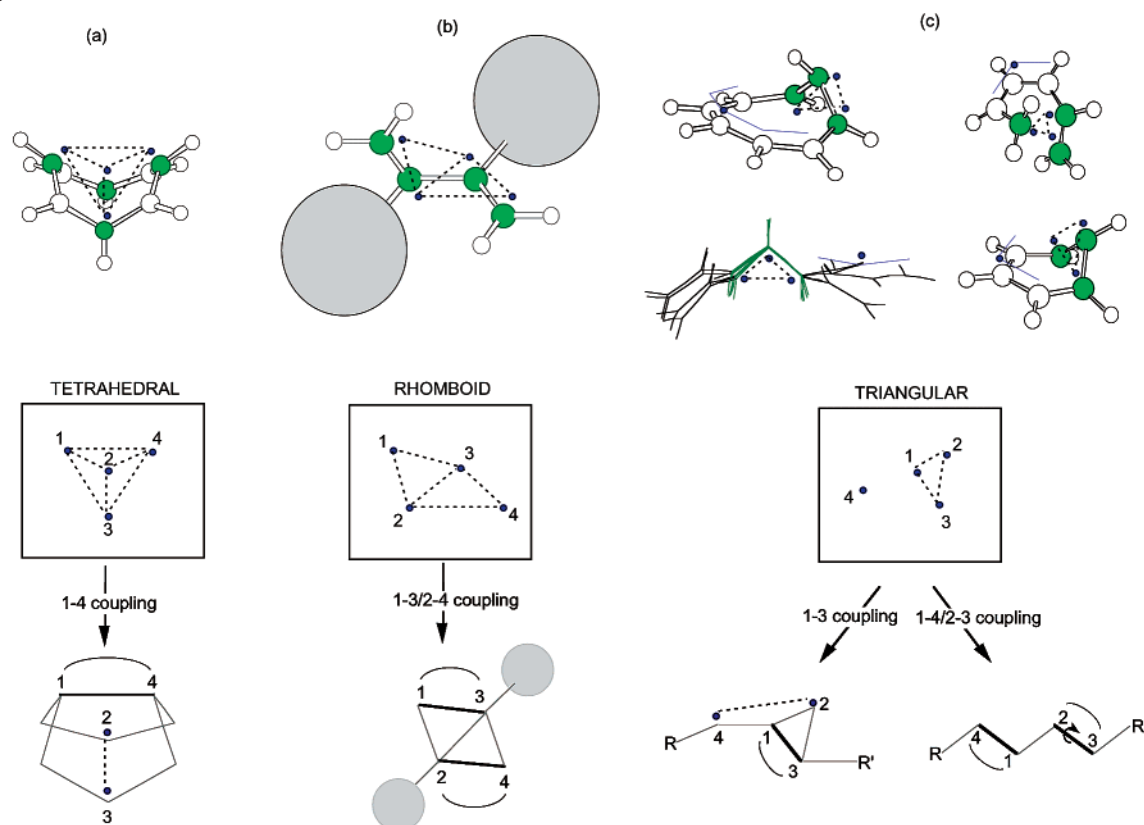 (a)
(b)
(c)
TETRAHEDRAL
RHOMBOID
TRIANGULAR
1
2
4
3
1
3
2
4
1
2
4
3
1-4 coupling
1-3/2-4 coupling
1-3 coupling
1-4/2-3 coupling
1
4
2
3
1
3
2
4
2
R
4
1
3
R'
2
4
3
R
1
R